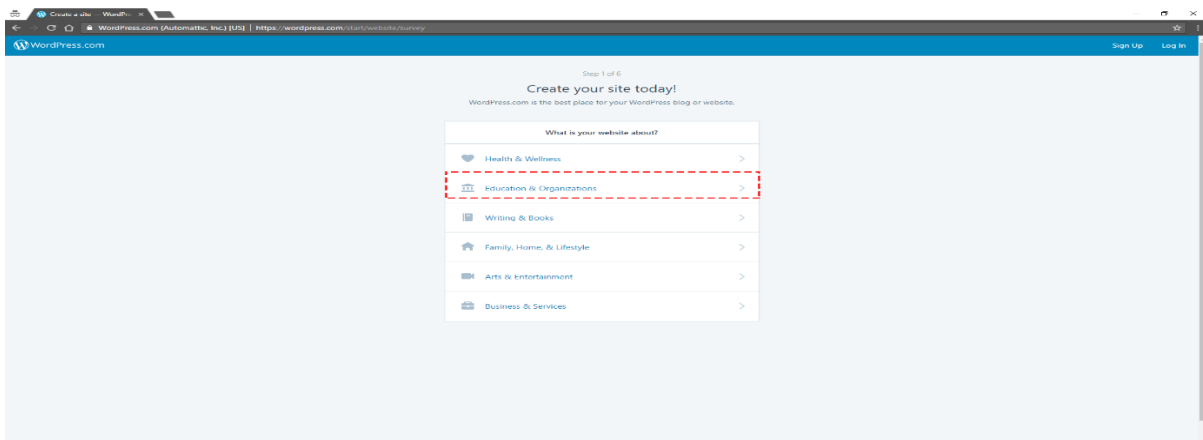 Create a site — WordPr
WordPress.com (Automattic, Inc.) [US] | https://wordpress.com/start/website/survey
WordPress.com
Sign Up Log In
Step 1 of 6
Create your site today!
WordPress.com is the best place for your WordPress blog or website.
What is your website about?
Health & Wellness
Education & Organizations
Writing & Books
Family, Home, & Lifestyle
Arts & Entertainment
Business & Services